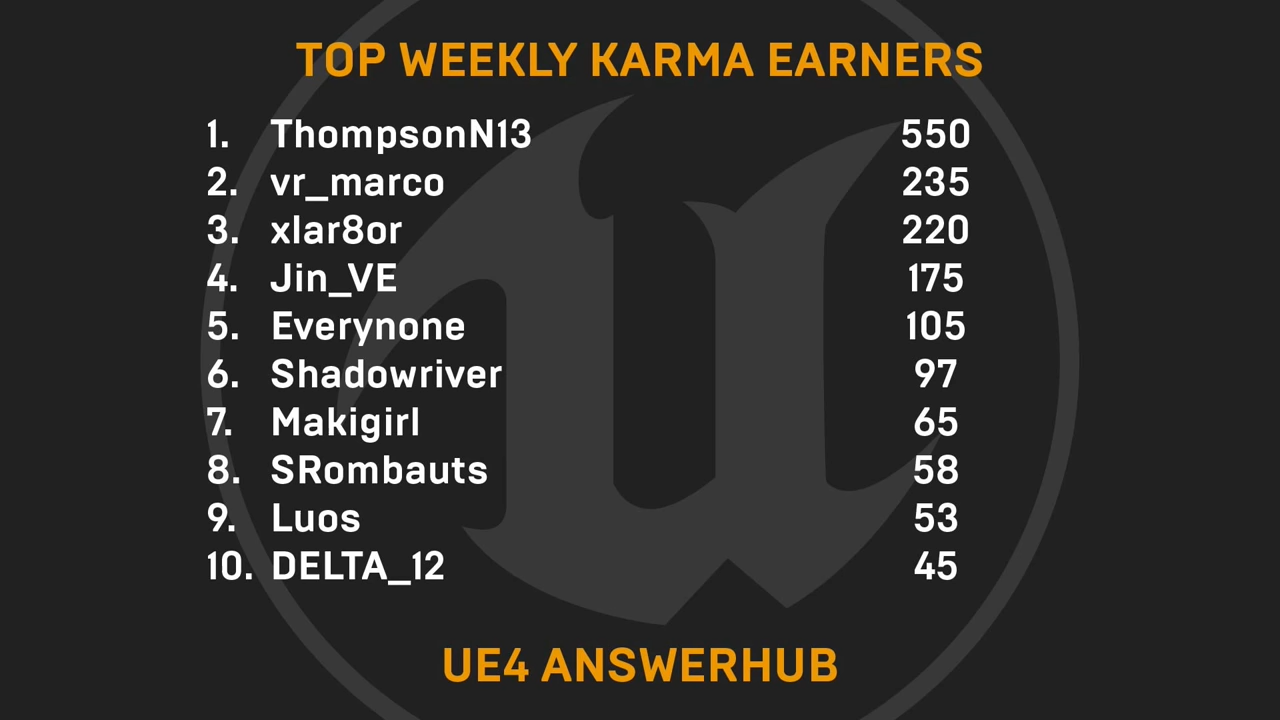 TOP WEEKLY KARMA EARNERS
1. ThompsonN13 550
2. vr_marco 235
3. xlar8or 220
4. Jin_VE 175
5. Everynone 105
6. Shadowriver 97
7. Makigirl 65
8. SRombauts 58
9. Luos 53
10. DELTA_12 45
UE4 ANSWERHUB